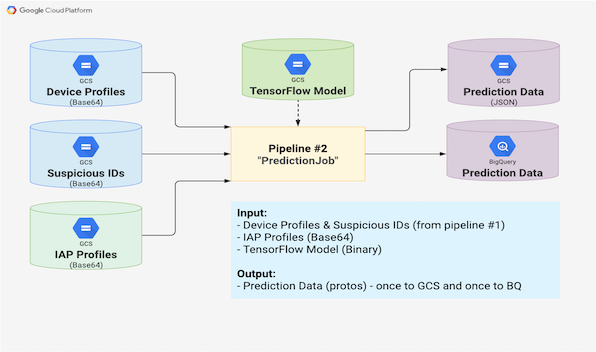 Google Cloud Platform
GCS
Device Profiles
(Base64)
GCS
TensorFlow Model
GCS
Prediction Data
(JSON)
GCS
Suspicious IDs
(Base64)
Pipeline #2
"PredictionJob"
BigQuery
Prediction Data
GCS
IAP Profiles
(Base64)
Input:
- Device Profiles & Suspicious IDs (from pipeline #1)
- IAP Profiles (Base64)
- TensorFlow Model (Binary)
Output:
- Prediction Data (protos) - once to GCS and once to BQ